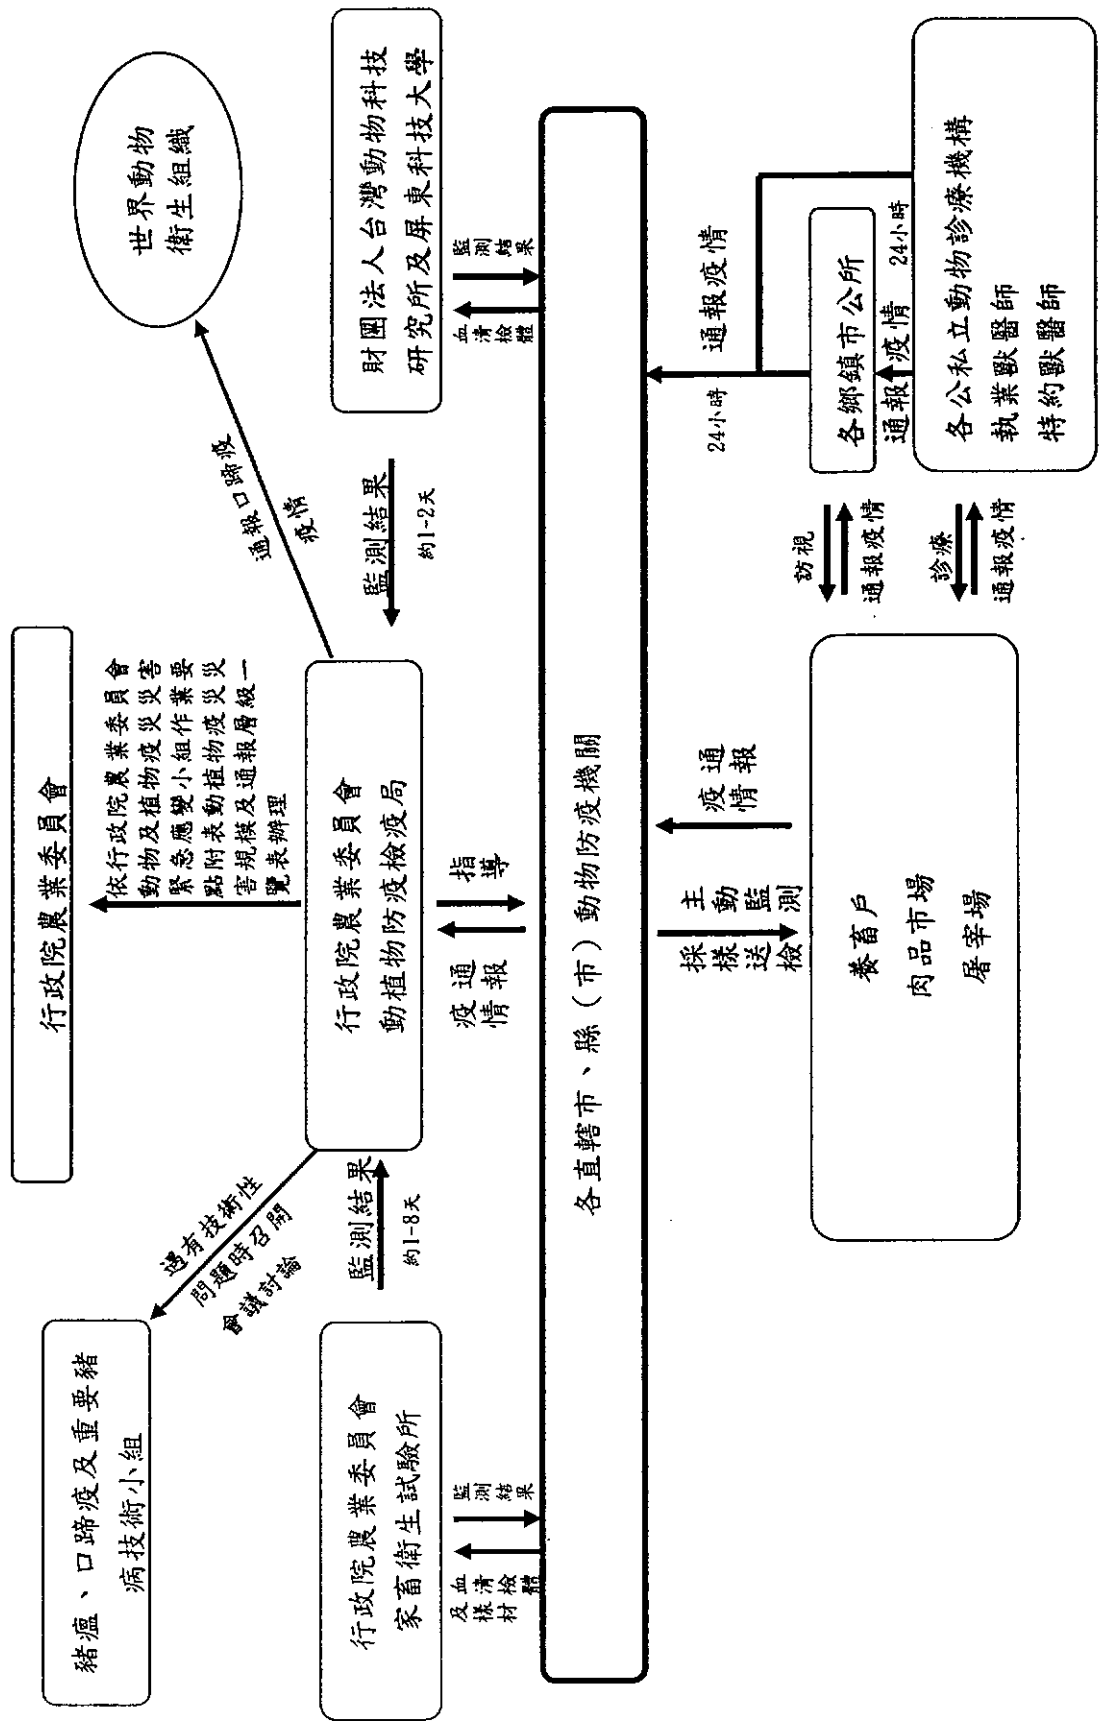 行政院農業委員會
豬瘟、口蹄疫及重要豬
病技術小組
遇有技術性
問題時召開
會議討論
依行政院農業委員會
動物及植物疫災災害
緊急應變小組作業要
點附表動植物疫災災
害規模及通報層級一
覽表辦理
通報口蹄疫
疫情
世界動物
衛生組織
行政院農業委員會
家畜衛生試驗所
監測結果
約1-8天
行政院農業委員會
動植物防疫檢疫局
監測結果
約1-2天
財團法人台灣動物科技
研究所及屏東科技大學
血清檢體
及樣材
監測結果
疫情通報
指導
血清檢體
監測結果
各直轄市、縣(市)動物防疫機關
主動監測
採樣送檢
疫情通報
24小時
通報疫情
養畜戶
肉品市場
屠宰場
訪視
通報疫情
各鄉鎮市公所
通報疫情
24小時
診療
通報疫情
各公私立動物診療機構
執業獸醫師
特約獸醫師